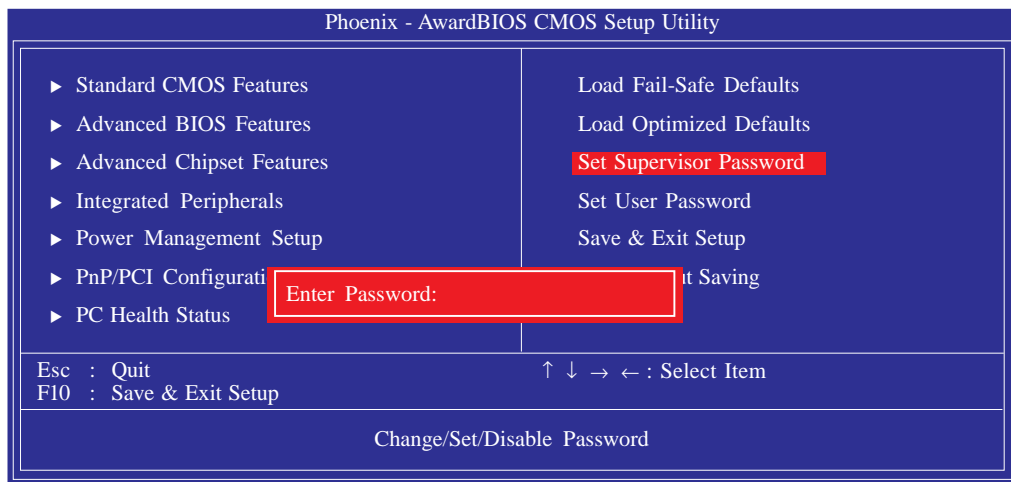 Phoenix - AwardBIOS CMOS Setup Utility
► Standard CMOS Features
► Advanced BIOS Features
► Advanced Chipset Features
► Integrated Peripherals
► Power Management Setup
► PnP/PCI Configurati
► PC Health Status
Load Fail-Safe Defaults
Load Optimized Defaults
Set Supervisor Password
Set User Password
Save & Exit Setup
t Saving
Enter Password:
Esc : Quit
F10 : Save & Exit Setup
↑ ↓ → ← : Select Item
Change/Set/Disable Password